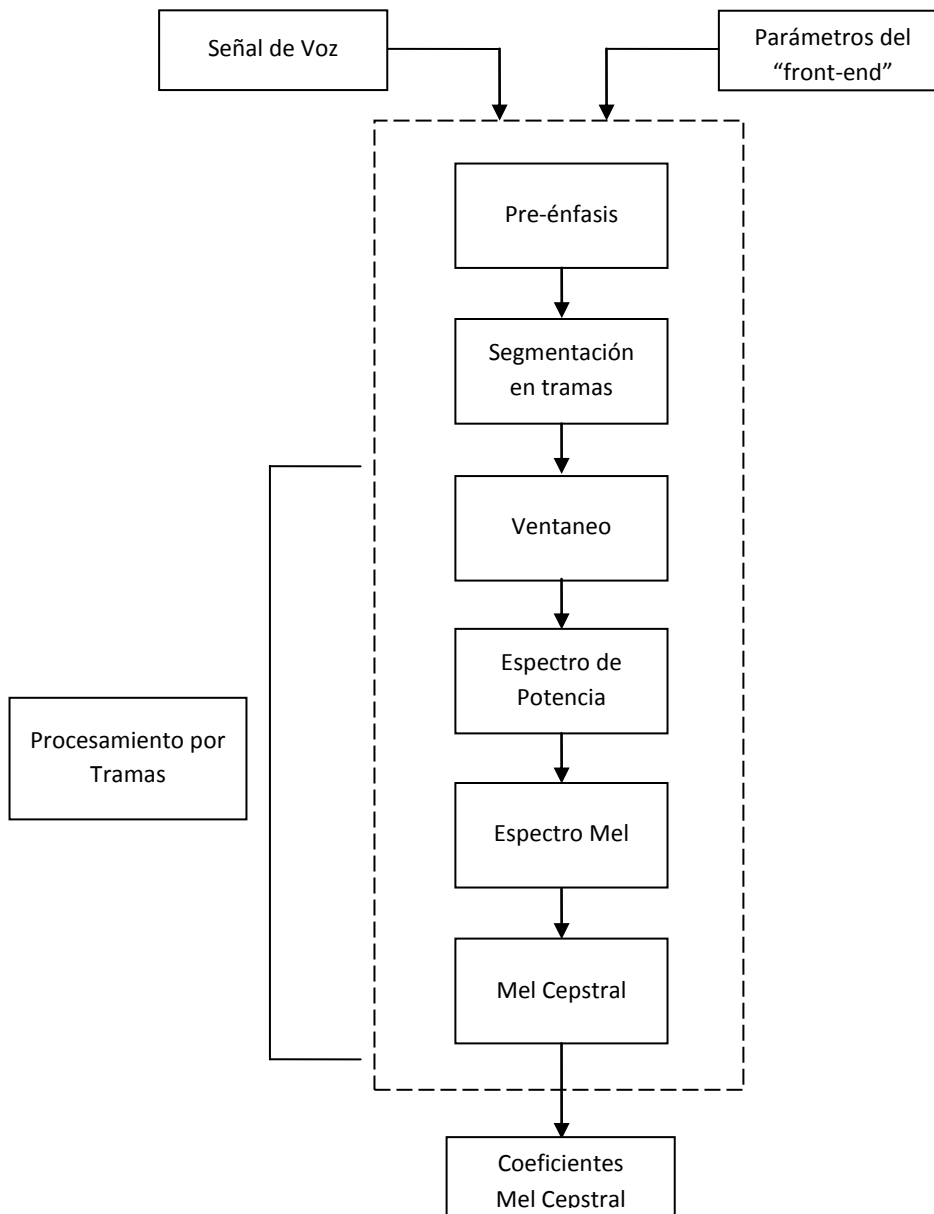 Señal de Voz
Parámetros del
“front-end”
Pre-énfasis
Segmentación
en tramas
Ventaneo
Espectro de
Potencia
Procesamiento por
Tramas
Espectro Mel
Mel Cepstral
Coeficientes
Mel Cepstral